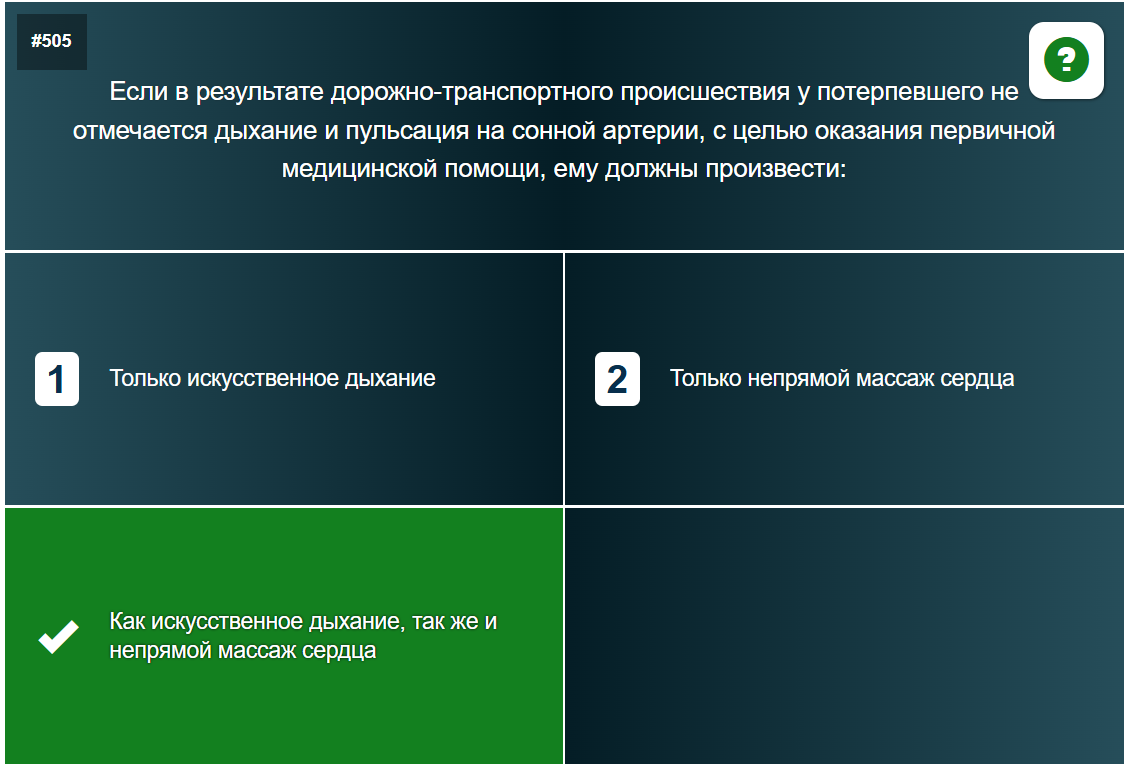 #505
?
Если в результате дорожно-транспортного происшествия у потерпевшего не
отмечается дыхание и пульсация на сонной артерии, с целью оказания первичной
медицинской помощи, ему должны произвести:
1 Только искусственное дыхание
2 Только непрямой массаж сердца
Как искусственное дыхание, так же и
непрямой массаж сердца